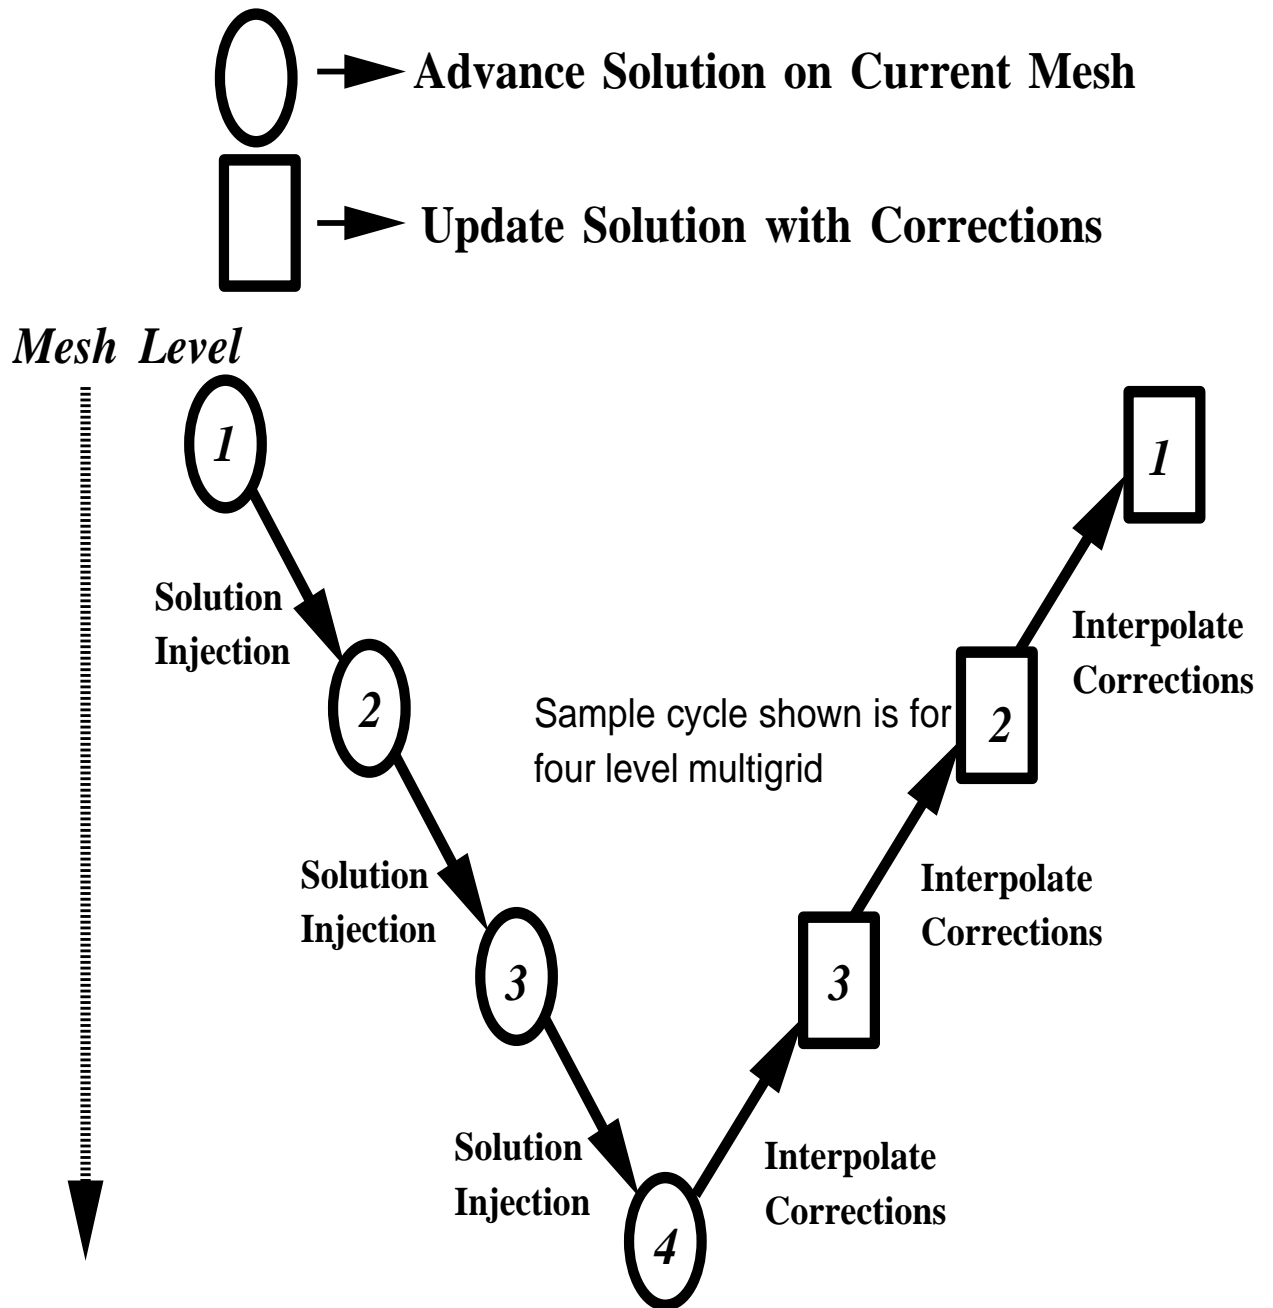 Advance Solution on Current Mesh
Update Solution with Corrections
Mesh Level
1
1
Solution
Injection
Interpolate
Corrections
2
Sample cycle shown is for
four level multigrid
2
Solution
Injection
Interpolate
Corrections
3
3
Solution
Injection
Interpolate
Corrections
4